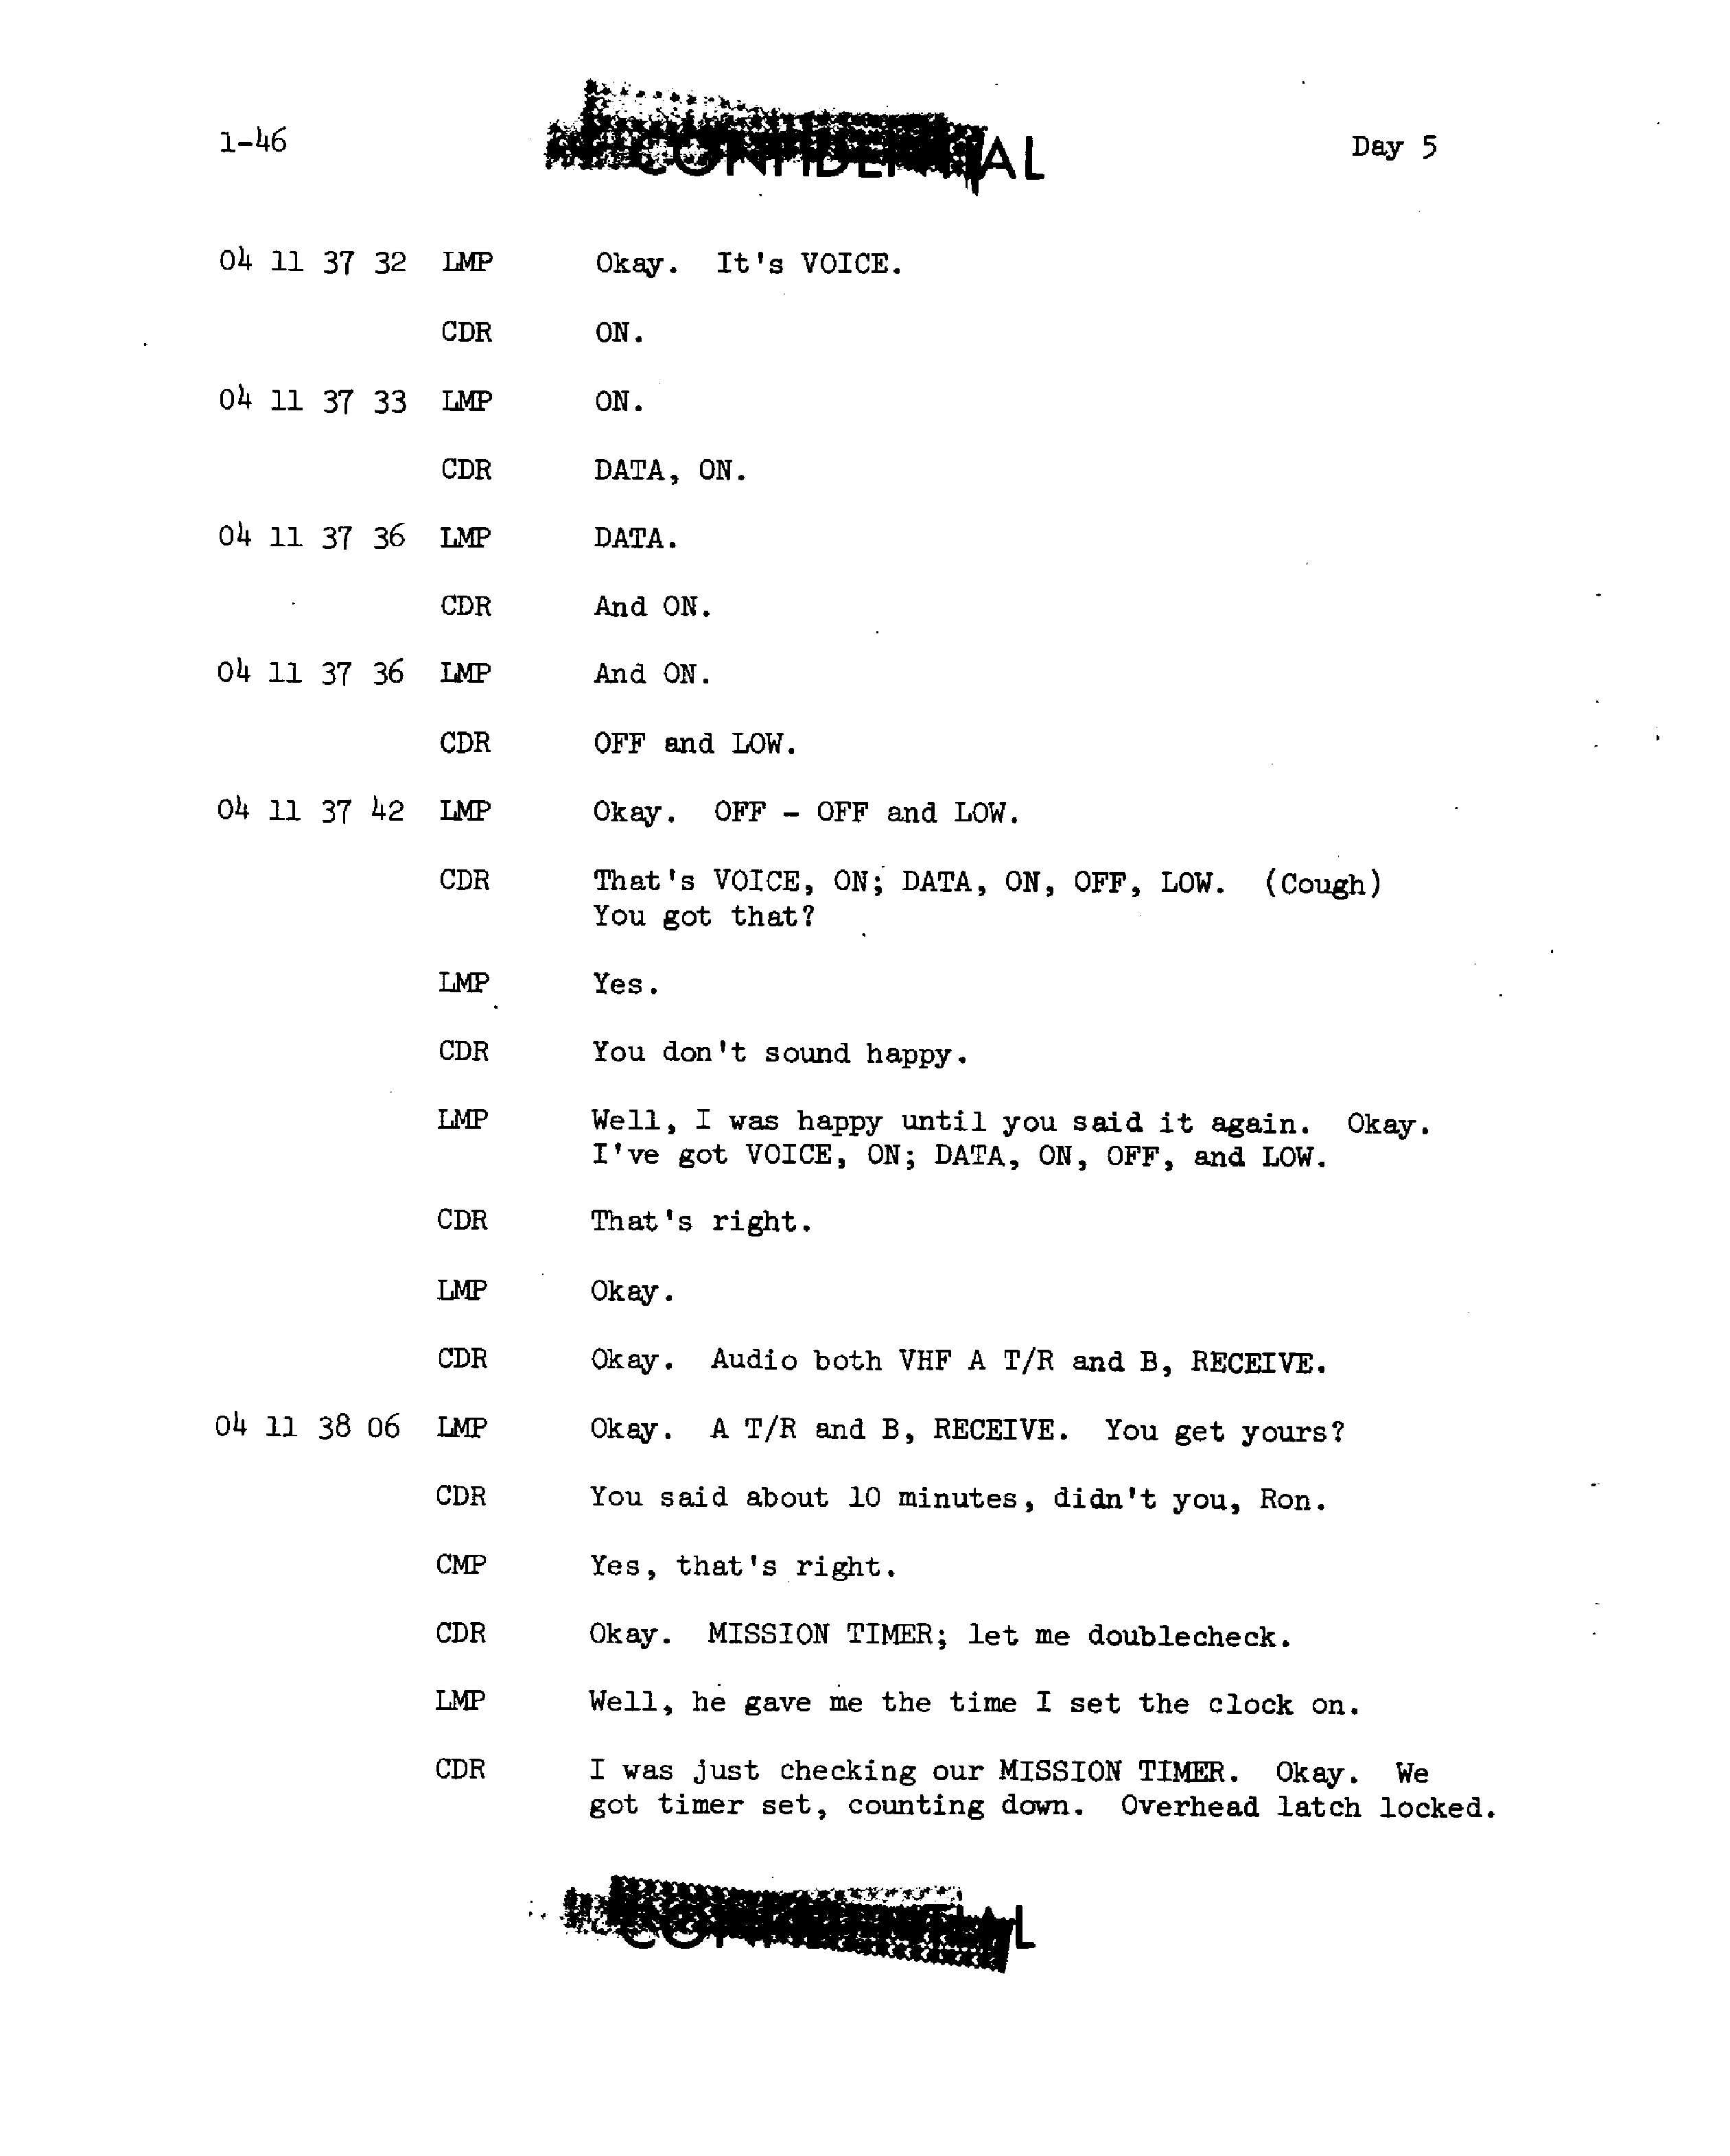 1-46
CONFIDENTIAL
Day 5
04 11 37 32 LMP Okay. It's VOICE.
CDR ON.
04 11 37 33 LMP ON.
CDR DATA, ON.
04 11 37 36 LMP DATA.
CDR And ON.
04 11 37 36 LMP And ON.
CDR OFF and LOW.
04 11 37 42 LMP Okay. OFF - OFF and LOW.
CDR That's VOICE, ON; DATA, ON, OFF, LOW. (Cough)
You got that?
LMP Yes.
CDR You don't sound happy.
LMP Well, I was happy until you said it again. Okay.
I've got VOICE, ON; DATA, ON, OFF, and LOW.
CDR That's right.
LMP Okay.
CDR Okay. Audio both VHF A T/R and B, RECEIVE.
04 11 38 06 LMP Okay. A T/R and B, RECEIVE. You get yours?
CDR You said about 10 minutes, didn't you, Ron.
CMP Yes, that's right.
CDR Okay. MISSION TIMER; let me doublecheck.
LMP Well, he gave me the time I set the clock on.
CDR I was just checking our MISSION TIMER. Okay. We
got timer set, counting down. Overhead latch locked.
CONFIDENTIAL